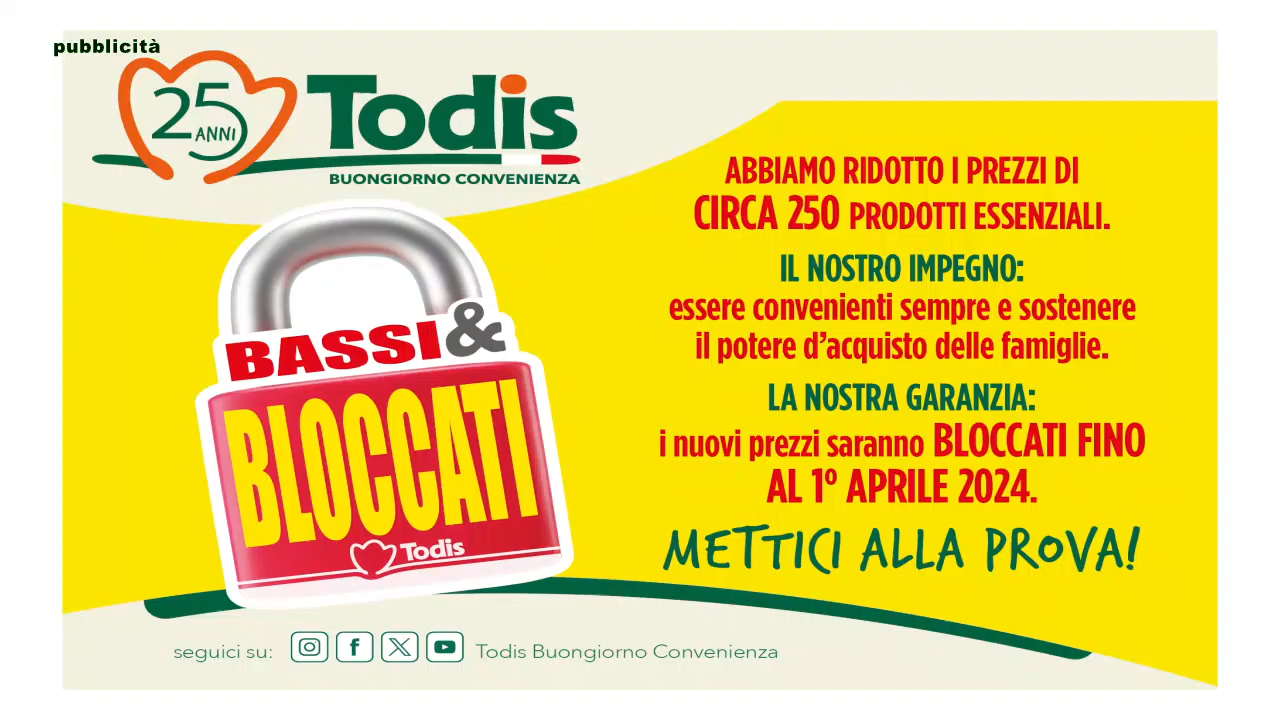 pubblicità
25
ANNI
Todis
BUONGIORNO CONVENIENZA
BASSI &
BLOCCATI
Todis
ABBIAMO RIDOTTO I PREZZI DI
CIRCA 250 PRODOTTI ESSENZIALI.
IL NOSTRO IMPEGNO:
essere convenienti sempre e sostenere
il potere d'acquisto delle famiglie.
LA NOSTRA GARANZIA:
i nuovi prezzi saranno BLOCCATI FINO
AL 1º APRILE 2024.
METTICI ALLA PROVA!
seguici su: Todis Buongiorno Convenienza